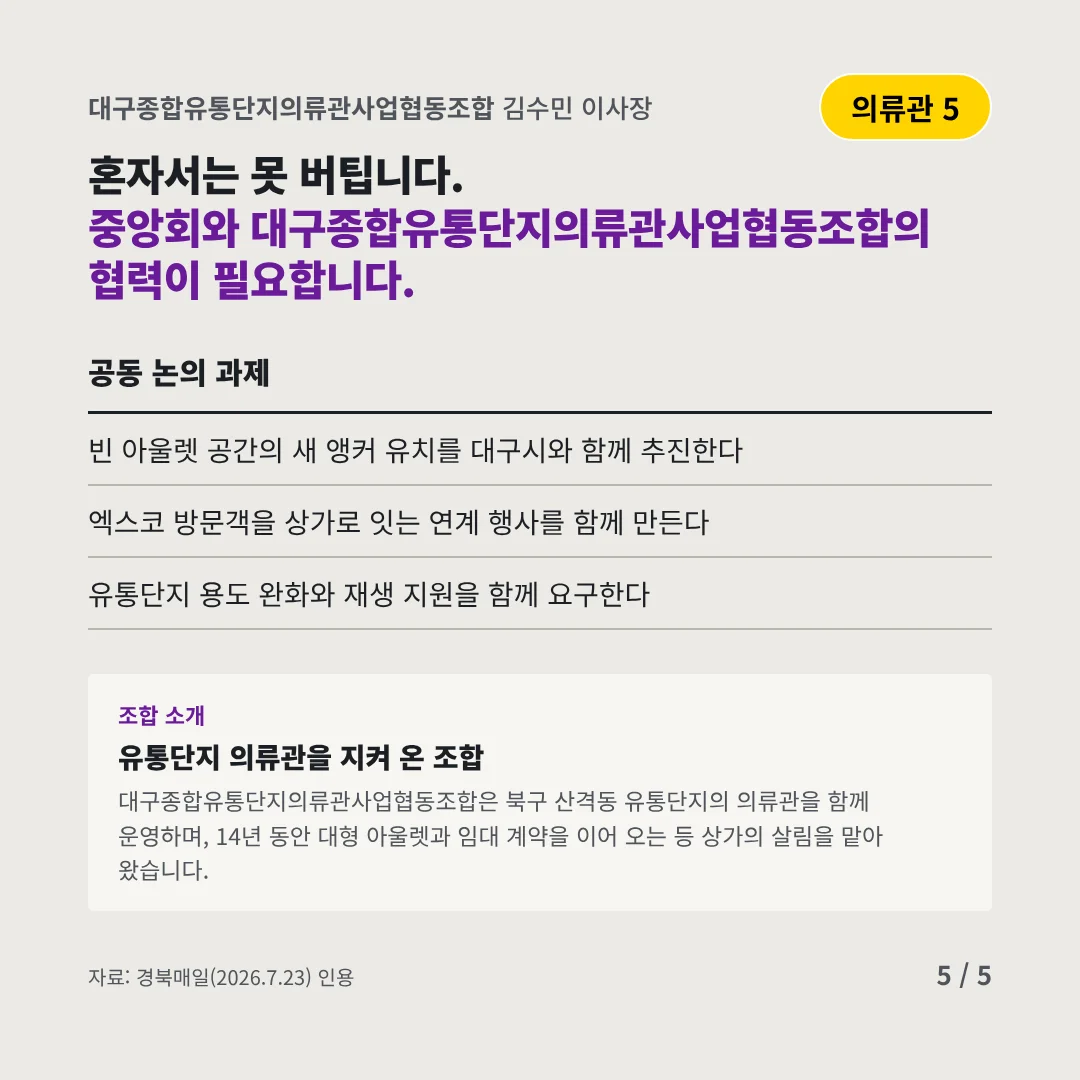 대구종합유통단지의류관사업협동조합 김수민 이사장
의류관 5
혼자서는 못 버팁니다.
중앙회와 대구종합유통단지의류관사업협동조합의
협력이 필요합니다.
공동 논의 과제
빈 아울렛 공간의 새 앵커 유치를 대구시와 함께 추진한다
엑스코 방문객을 상가로 잇는 연계 행사를 함께 만든다
유통단지 용도 완화와 재생 지원을 함께 요구한다
조합 소개
유통단지 의류관을 지켜 온 조합
대구종합유통단지의류관사업협동조합은 북구 산격동 유통단지의 의류관을 함께
운영하며, 14년 동안 대형 아울렛과 임대 계약을 이어 오는 등 상가의 살림을 맡아
왔습니다.
자료: 경북매일(2026.7.23) 인용
5 / 5